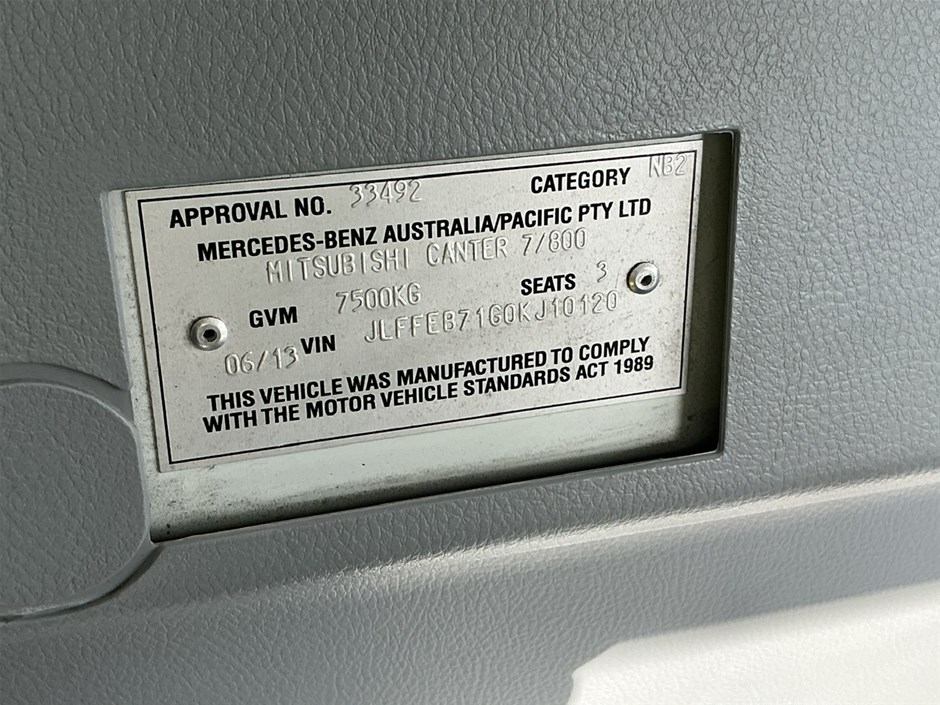 APPROVAL NO. 33492 CATEGORY NB2
MERCEDES-BENZ AUSTRALIA/PACIFIC PTY LTD
MITSUBISHI CANTER 7/800
GVM 7500KG SEATS 3
06/13 VIN JLFFEB71G0KJ10120
THIS VEHICLE WAS MANUFACTURED TO COMPLY
WITH THE MOTOR VEHICLE STANDARDS ACT 1989